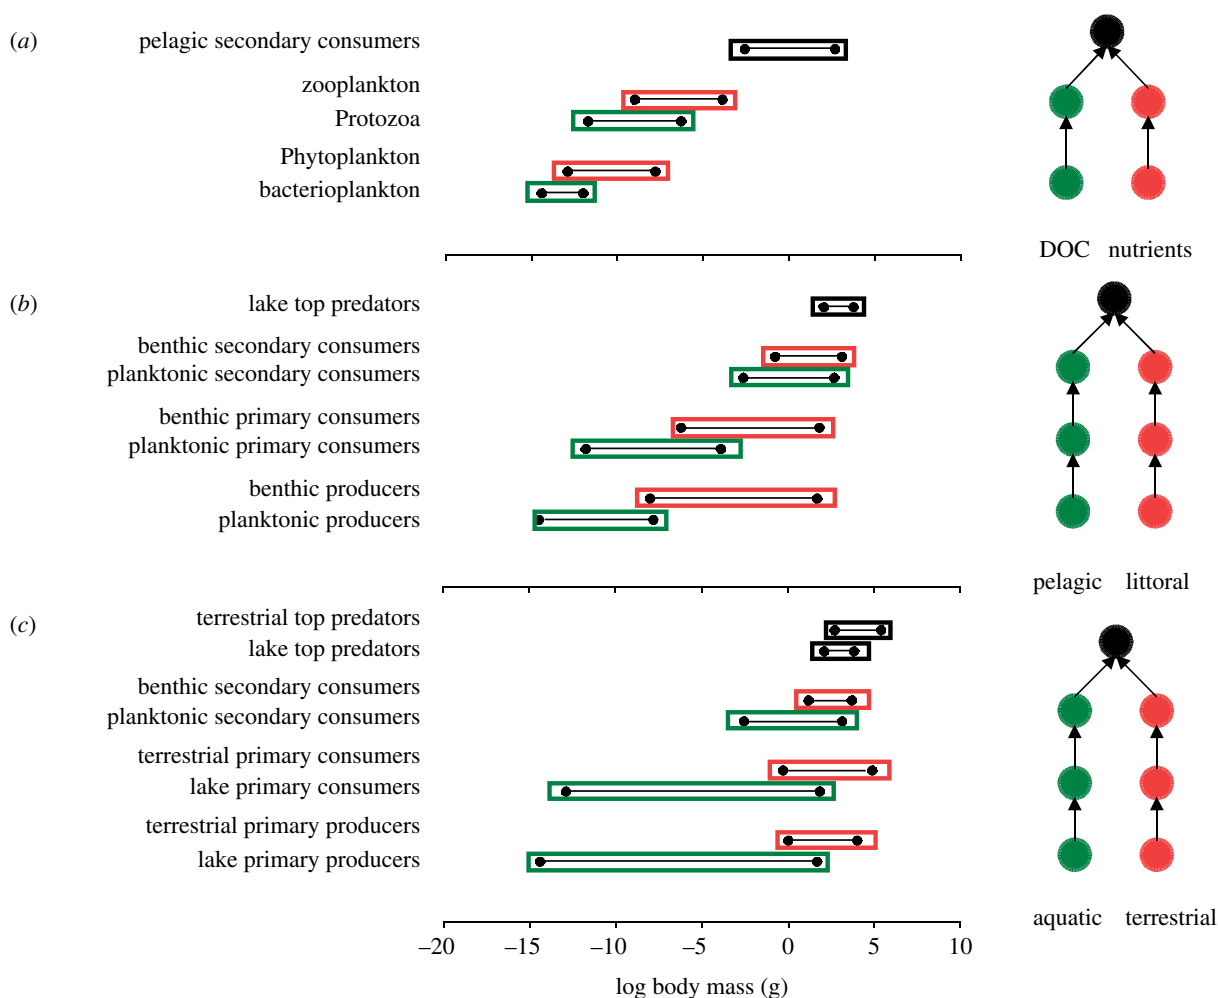 (a)
pelagic secondary consumers
zooplankton
Protozoa
Phytoplankton
bacterioplankton
DOC nutrients
(b)
lake top predators
benthic secondary consumers
planktonic secondary consumers
benthic primary consumers
planktonic primary consumers
benthic producers
planktonic producers
pelagic littoral
(c)
terrestrial top predators
lake top predators
benthic secondary consumers
planktonic secondary consumers
terrestrial primary consumers
lake primary consumers
terrestrial primary producers
lake primary producers
aquatic terrestrial
–20 –15 –10 –5 0 5 10
log body mass (g)